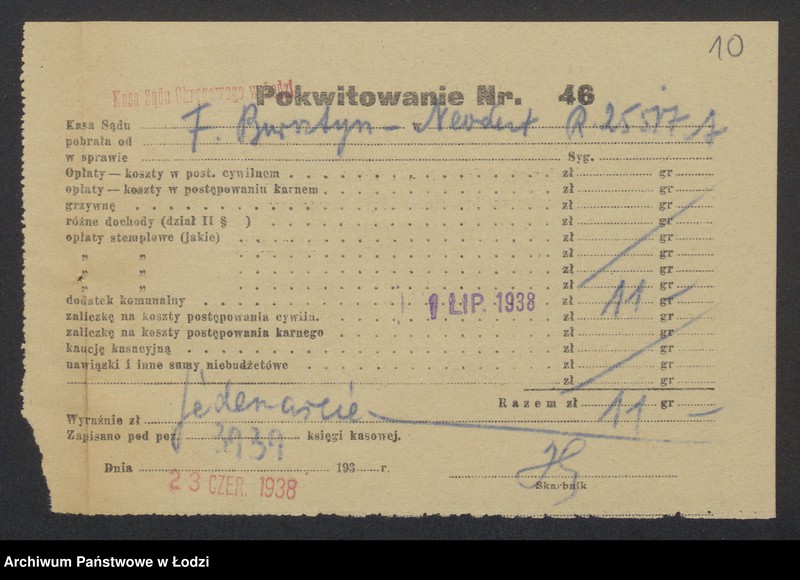 10
Kasa Sądu Okręgowego w Łodzi
Pokwitowanie Nr. 46
Kasa Sądu
pobrała od F. Bursztyn – R. 25
w sprawie Syg.
Opłaty — koszty w post. cywilnem zł gr
opłaty — koszty w postępowaniu karnem zł gr
grzywnę zł gr
różne dochody (dział II § ) zł gr
opłaty stemplowe (jakie) zł gr
„ „ zł gr
„ „ zł gr
„ „ zł gr
dodatek komunalny zł 11 gr —
1 LIP. 1938
zaliczkę na koszty postępowania cywiln. zł gr
zaliczkę na koszty postępowania karnego zł gr
kaucję kasacyjną zł gr
nawiązki i inne sumy niebudżetowe zł gr
zł gr
Razem zł 11 gr —
Wyraźnie zł jedenaście
Zapisano pod poz. 3939 księgi kasowej.
Dnia 193 r.
23 CZER. 1938
Skarbnik
Archiwum Państwowe w Łodzi